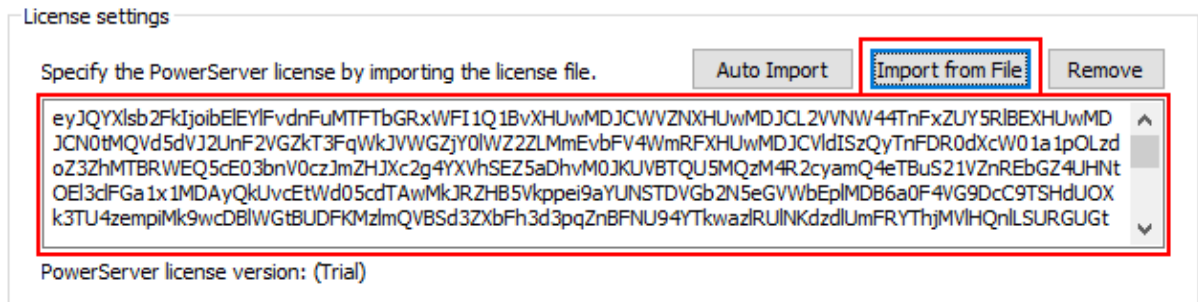 License settings
Specify the PowerServer license by importing the license file.
Auto Import
Import from File
Remove
eyJQYXlsb2FkIjoibElEYlFvdnFuMTFTbGRxWFI1Q1BvXHUwMDJCWVZNXHUwMDJCL2VVNW44TnFxZUY5RlBEXHUwMD
JCN0tMQVd5dVJ2UnF2VGZkT3FqWkJVWGZjY0lWZ2ZLMmEvbFV4WmRFXHUwMDJCVldISzQyTnFDR0dXcW01a1pOLzd
oZ3ZhMTBRWEQ5cE03bnV0czJmZHJXc2g4YXVhSEZ5aDhvM0JKUVBTQU5MQzM4R2cyamQ4eTBuS21VZnREbGZ4UHNt
OEl3dlFGa1x1MDAyQkUvcEtWd05cdTAwMkJRZHB5Vkppei9aYUNSTDVGb2N5eGVWbEplMDB6a0F4VG9DcC9TSHdUOX
k3TU4zempiMk9wcDBlWGtBUDFKMzlmQVBSd3ZXbFh3d3pqZnBFNU94YTkwazlRUlNKdzdlUmFRYThjMVlHQnlLSURGUGt
PowerServer license version: (Trial)